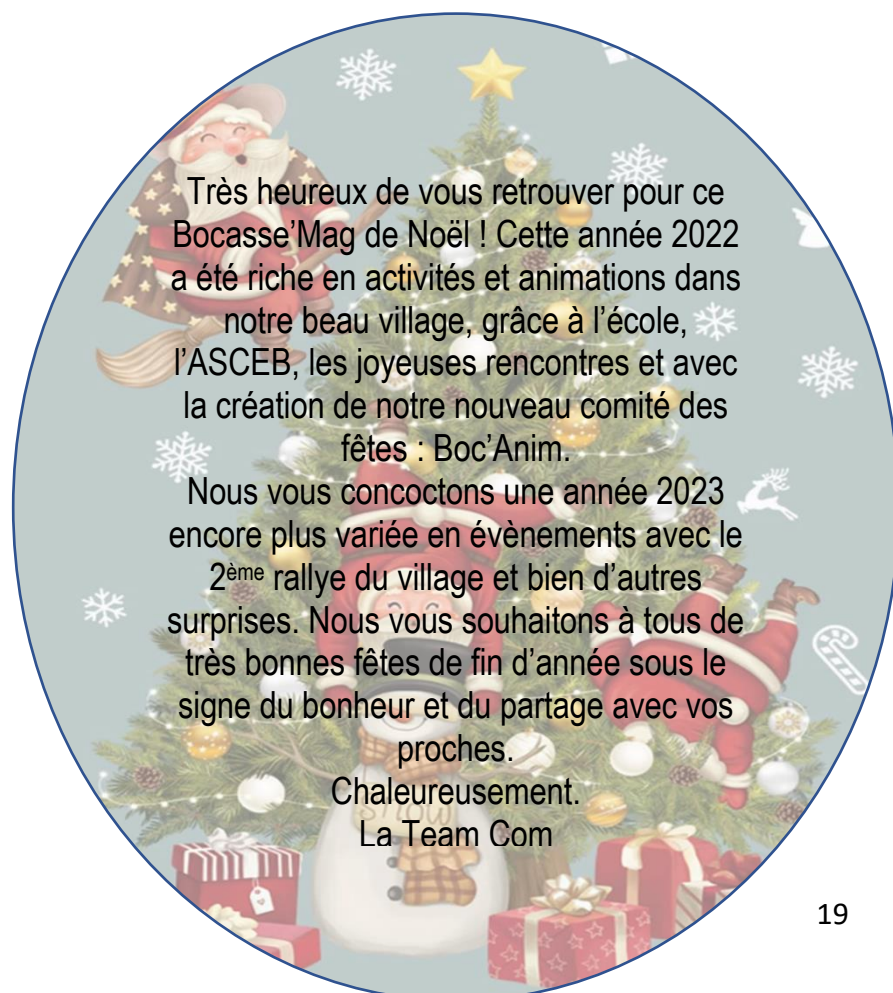 Très heureux de vous retrouver pour ce
Bocasse’Mag de Noël ! Cette année 2022
a été riche en activités et animations dans
notre beau village, grâce à l’école,
l’ASCEB, les joyeuses rencontres et avec
la création de notre nouveau comité des
fêtes : Boc’Anim.
Nous vous concoctons une année 2023
encore plus variée en évènements avec le
2ème rallye du village et bien d’autres
surprises. Nous vous souhaitons à tous de
très bonnes fêtes de fin d’année sous le
signe du bonheur et du partage avec vos
proches.
Chaleureusement.
La Team Com
snow
19